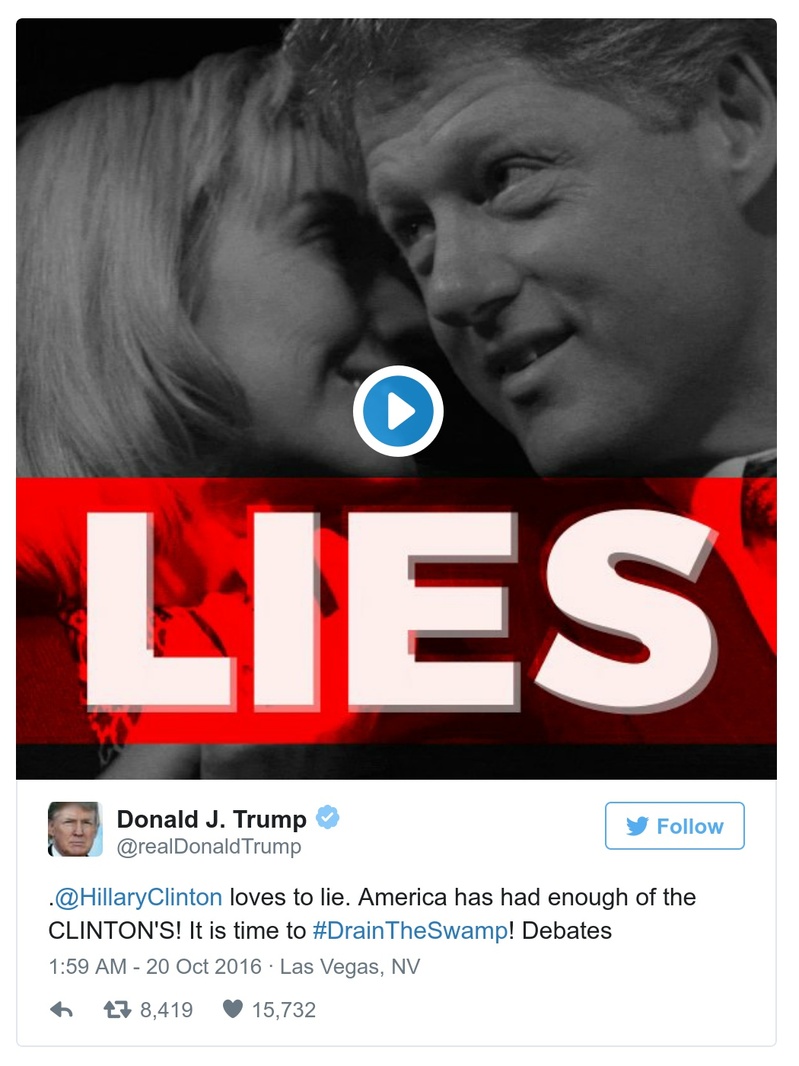 LIES
Donald J. Trump
@realDonaldTrump
Follow
.@HillaryClinton loves to lie. America has had enough of the
CLINTON'S! It is time to #DrainTheSwamp! Debates
1:59 AM - 20 Oct 2016 · Las Vegas, NV
8,419 15,732